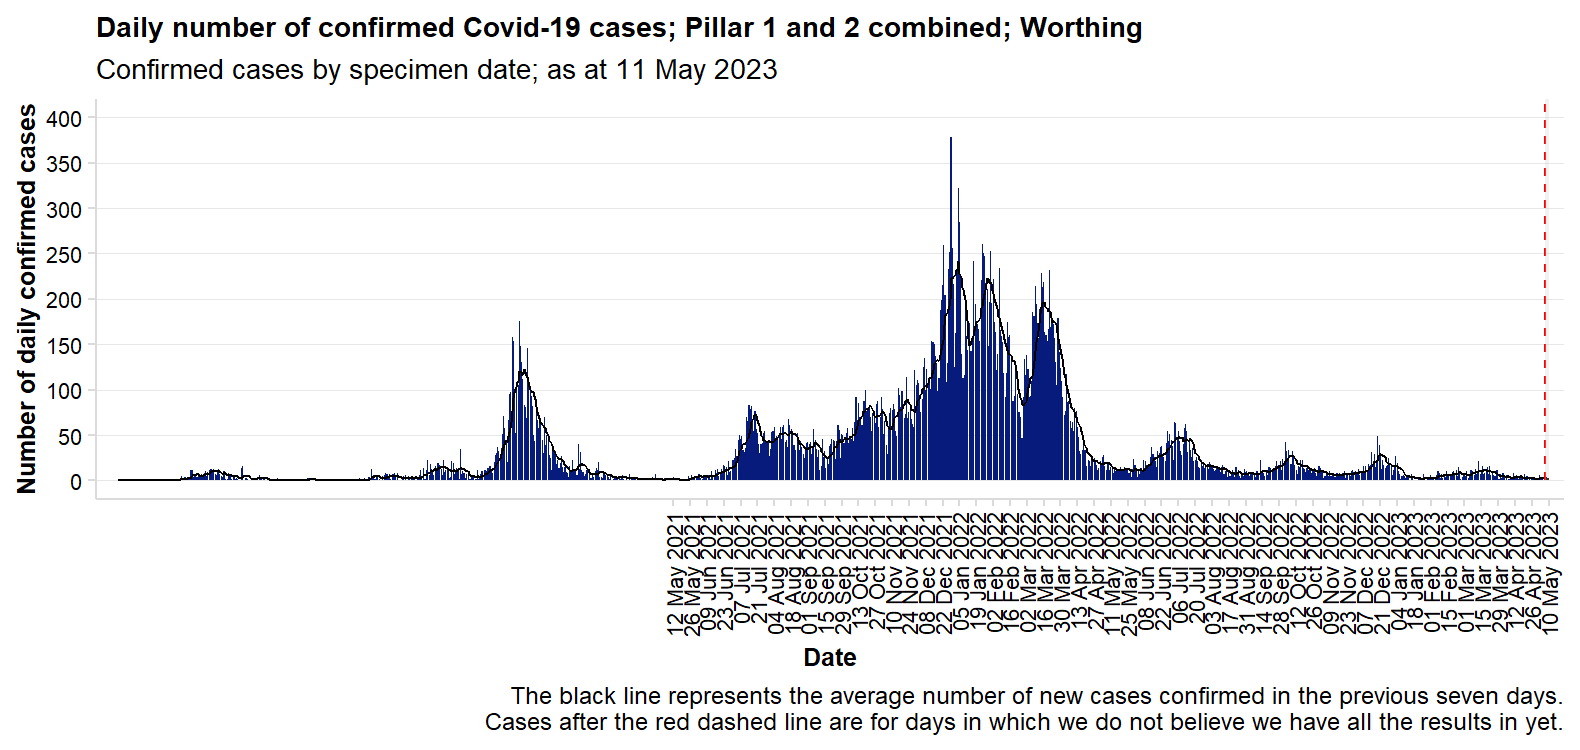 Daily number of confirmed Covid-19 cases; Pillar 1 and 2 combined; Worthing
Confirmed cases by specimen date; as at 11 May 2023
Number of daily confirmed cases
400
350
300
250
200
150
100
50
0
12 May 2021
26 May 2021
09 Jun 2021
23 Jun 2021
07 Jul 2021
21 Jul 2021
04 Aug 2021
18 Aug 2021
01 Sep 2021
15 Sep 2021
29 Sep 2021
13 Oct 2021
27 Oct 2021
10 Nov 2021
24 Nov 2021
08 Dec 2021
22 Dec 2021
05 Jan 2022
19 Jan 2022
02 Feb 2022
16 Feb 2022
02 Mar 2022
16 Mar 2022
30 Mar 2022
13 Apr 2022
27 Apr 2022
11 May 2022
25 May 2022
08 Jun 2022
22 Jun 2022
06 Jul 2022
20 Jul 2022
03 Aug 2022
17 Aug 2022
31 Aug 2022
14 Sep 2022
28 Sep 2022
12 Oct 2022
26 Oct 2022
09 Nov 2022
23 Nov 2022
07 Dec 2022
21 Dec 2022
04 Jan 2023
18 Jan 2023
01 Feb 2023
15 Feb 2023
01 Mar 2023
15 Mar 2023
29 Mar 2023
12 Apr 2023
26 Apr 2023
10 May 2023
Date
The black line represents the average number of new cases confirmed in the previous seven days.
Cases after the red dashed line are for days in which we do not believe we have all the results in yet.